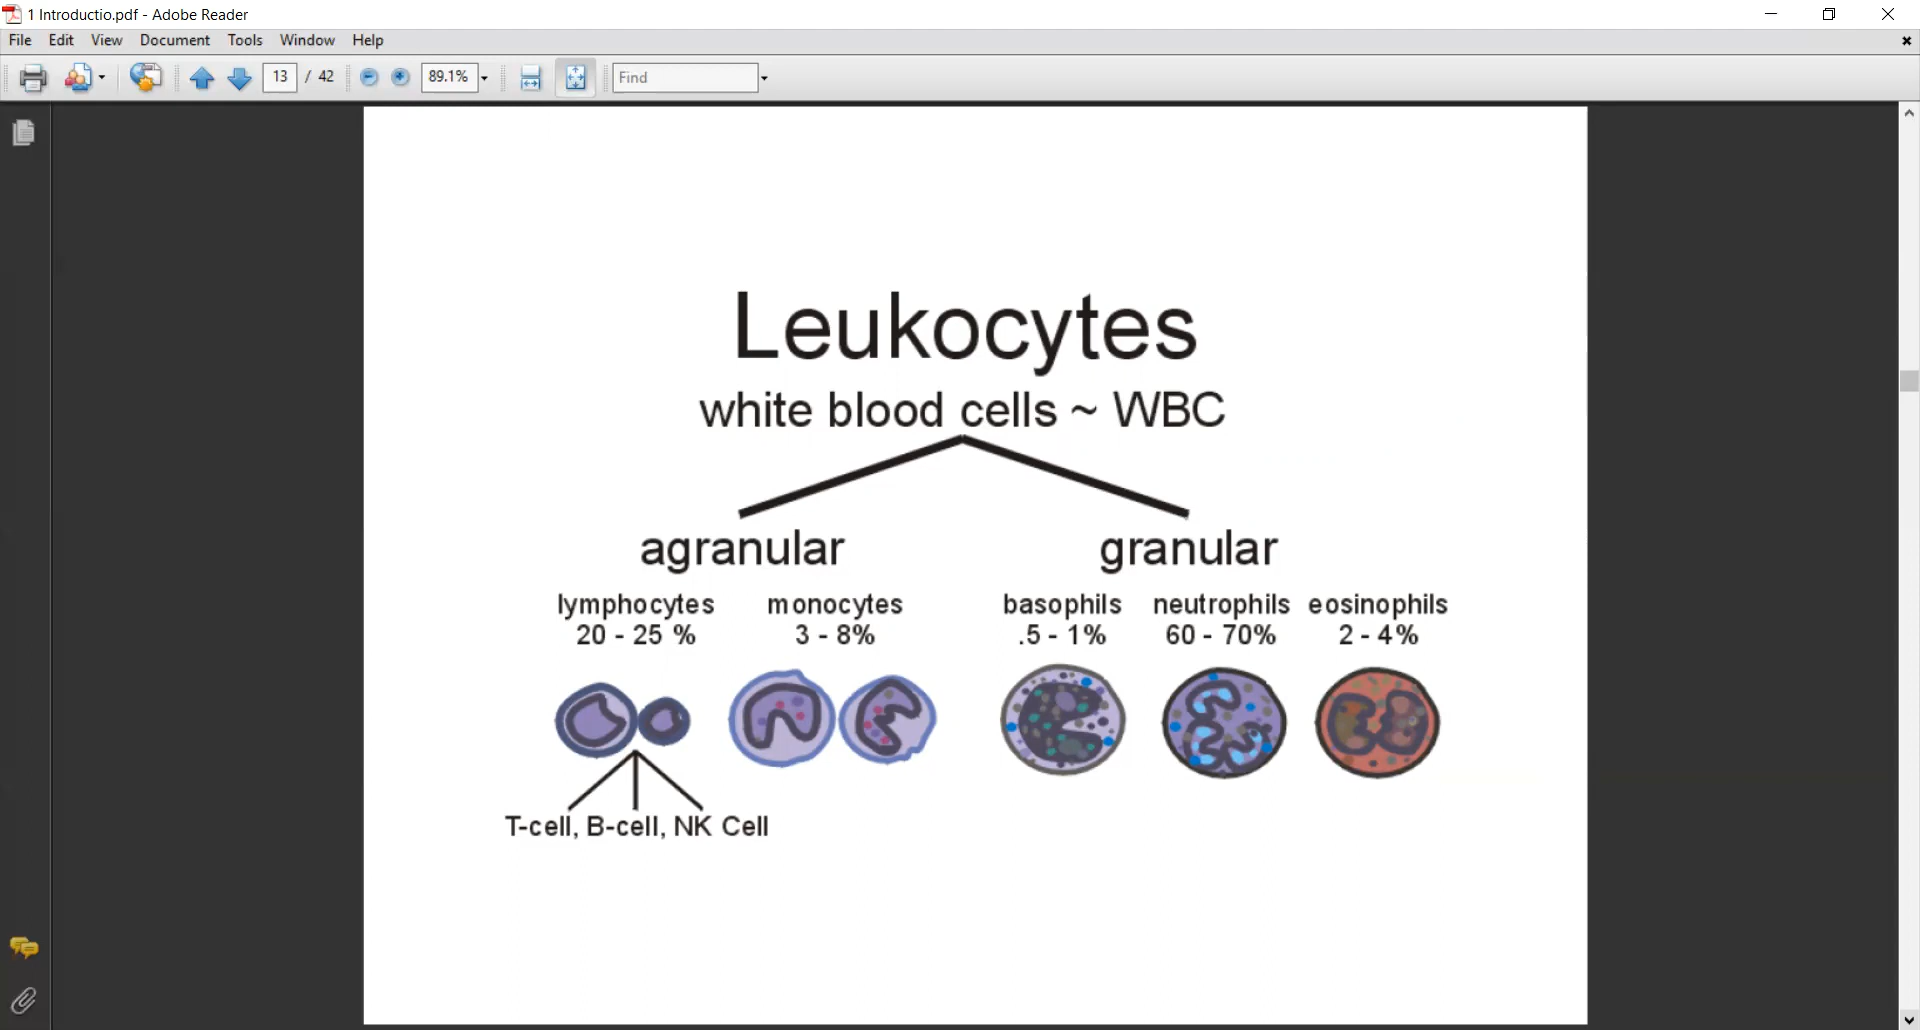 1 Introductio.pdf - Adobe Reader
File Edit View Document Tools Window Help
13 / 42 89.1% Find
Leukocytes
white blood cells ~ WBC
agranular granular
lymphocytes monocytes basophils neutrophils eosinophils
20 - 25 % 3 - 8% .5 - 1% 60 - 70% 2 - 4%
T-cell, B-cell, NK Cell